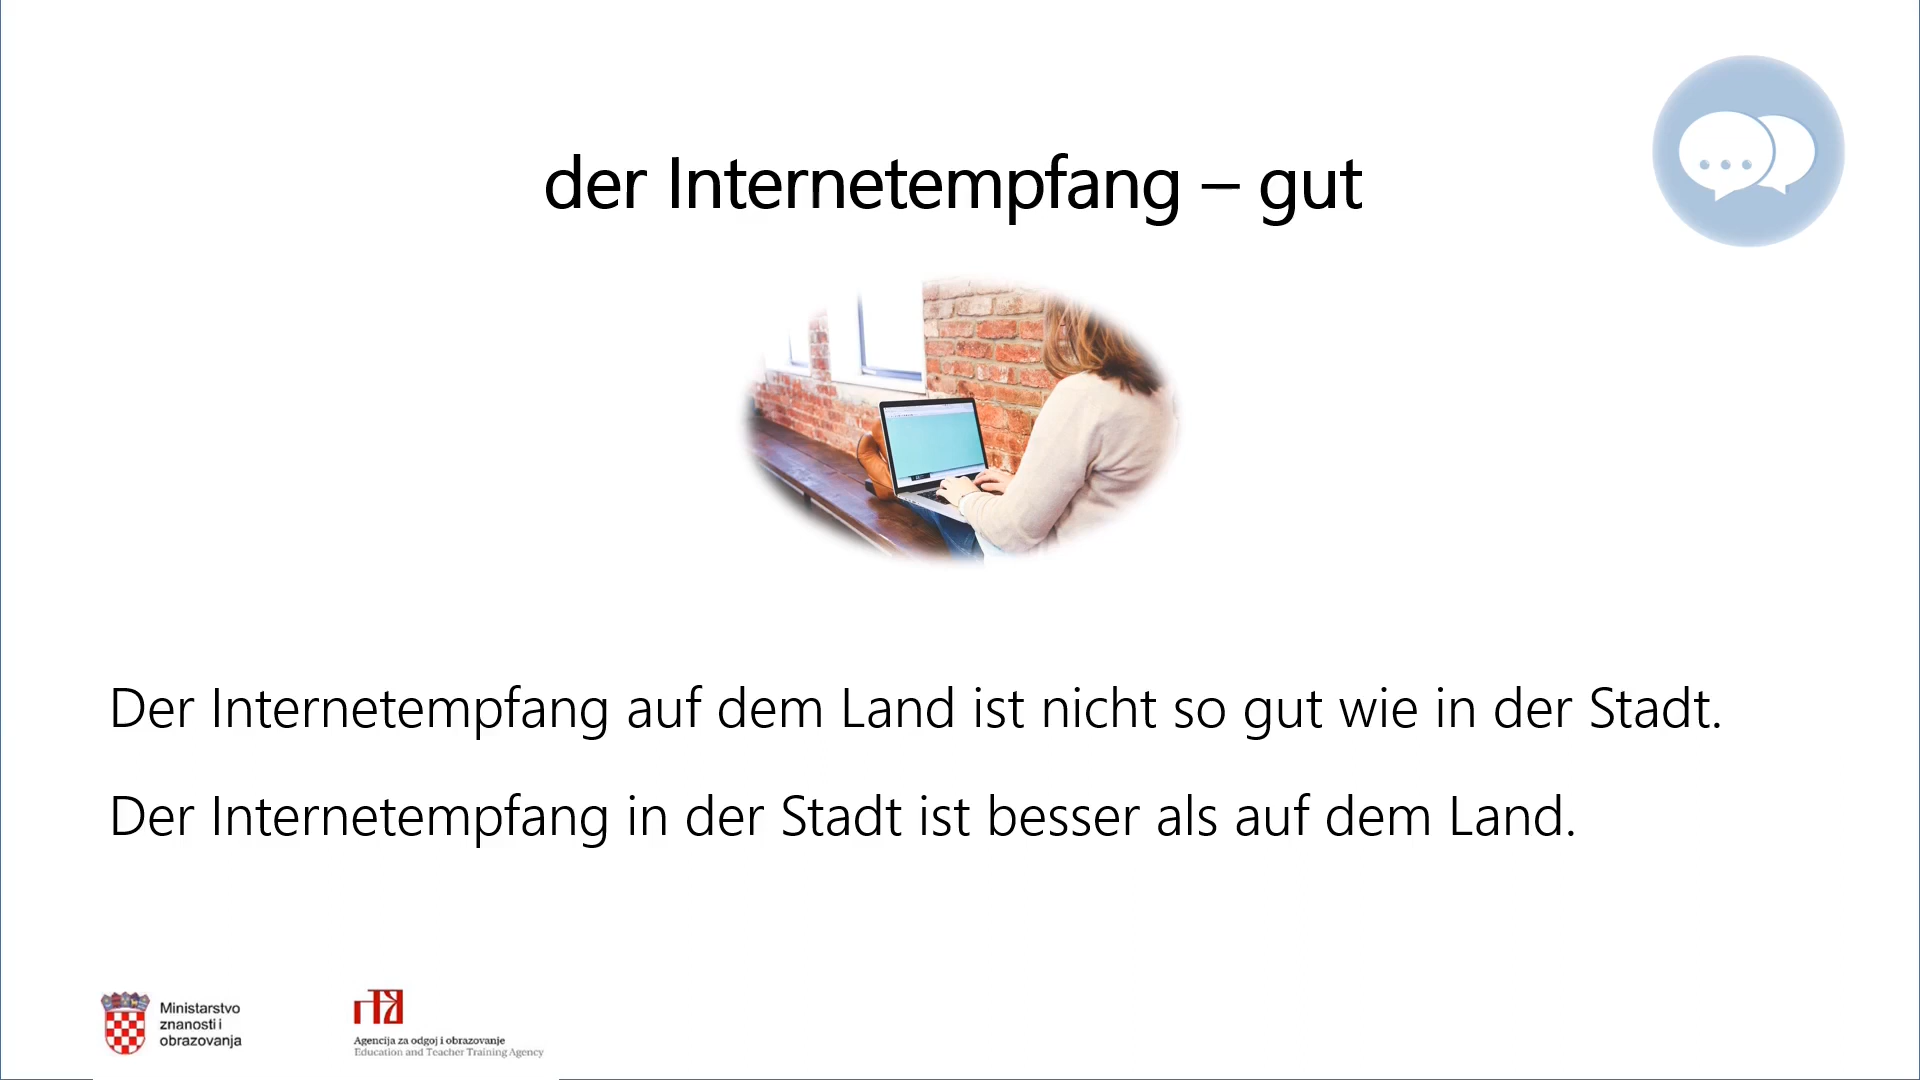 der Internetempfang – gut
Der Internetempfang auf dem Land ist nicht so gut wie in der Stadt.
Der Internetempfang in der Stadt ist besser als auf dem Land.
Ministarstvo
znanosti i
obrazovanja
Agencija za odgoj i obrazovanje
Education and Teacher Training Agency